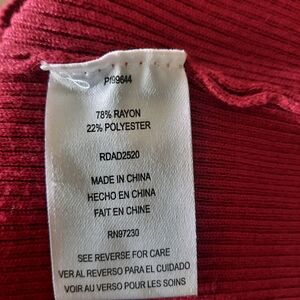 PI99644
78% RAYON
22% POLYESTER
RDAD2520
MADE IN CHINA
HECHO EN CHINA
FAIT EN CHINE
RN97230
SEE REVERSE FOR CARE
VER AL REVERSO PARA EL CUIDADO
VOIR AU VERSO POUR LES SOINS